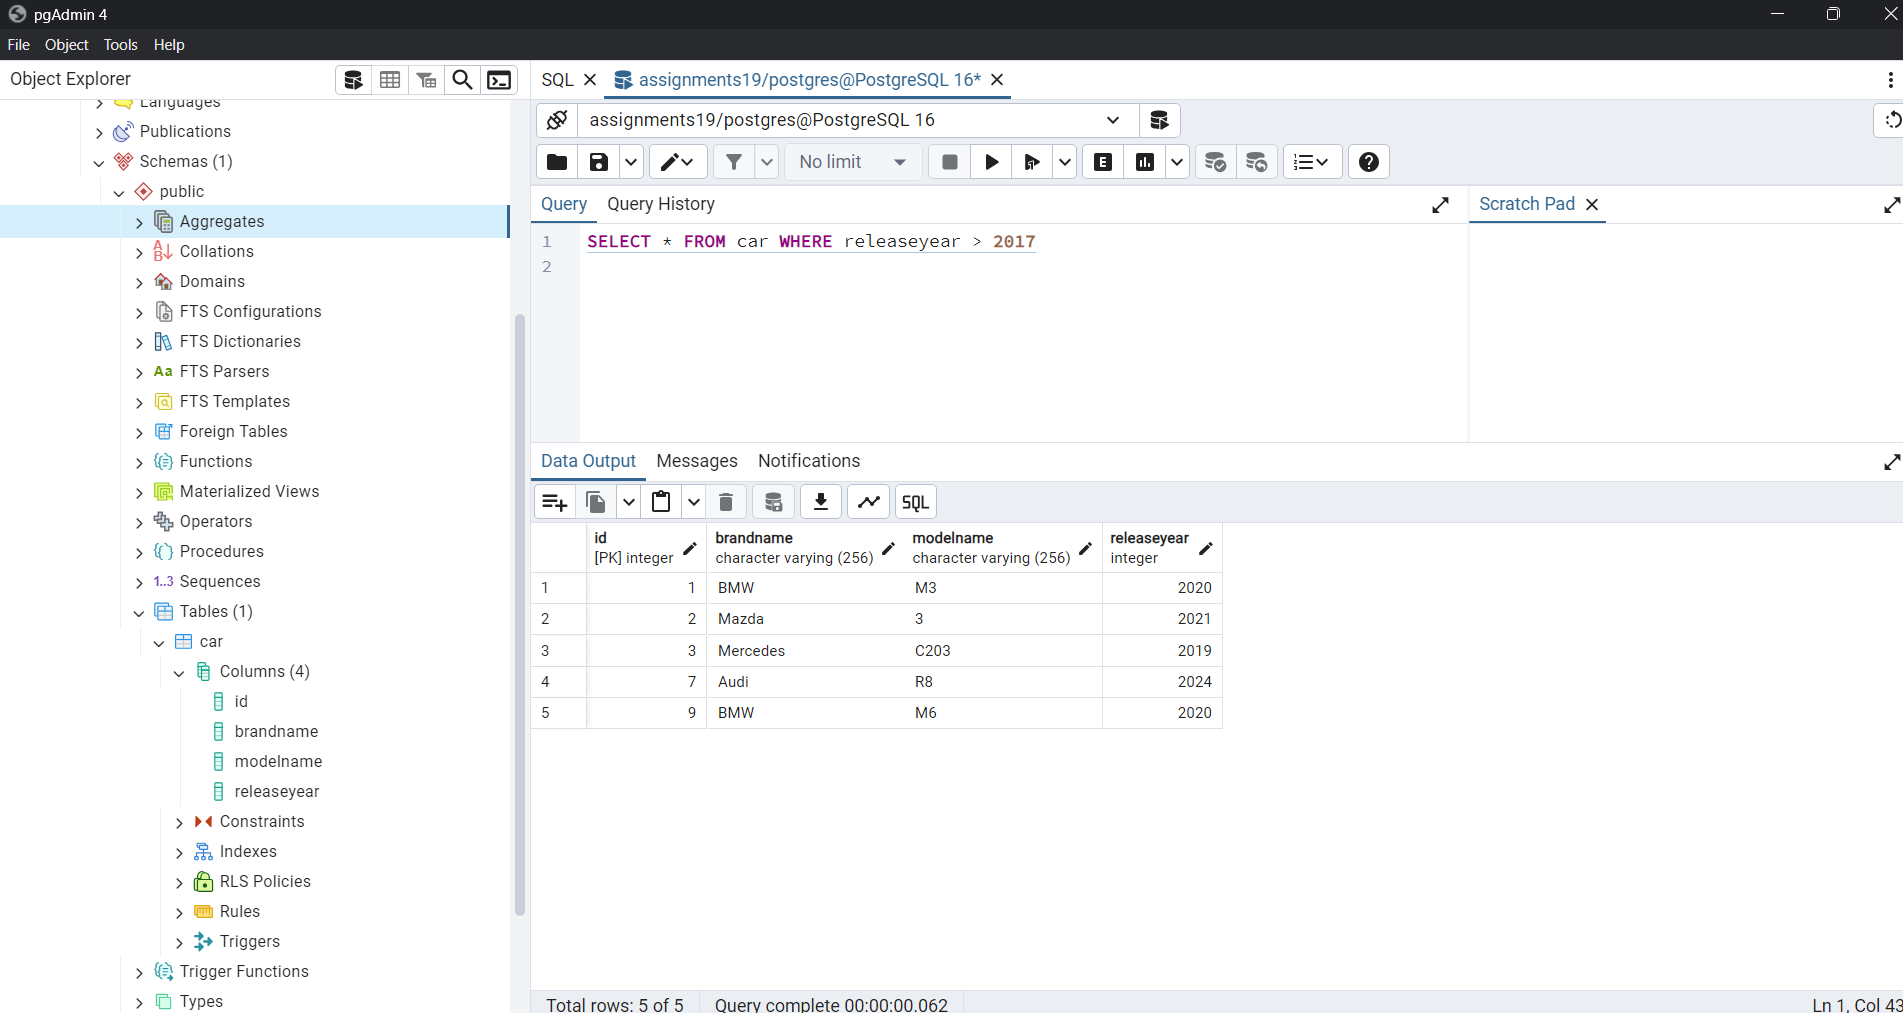 pgAdmin 4
File Object Tools Help
Object Explorer
SQL
assignments19/postgres@PostgreSQL 16*
Languages
Publications
Schemas (1)
public
Aggregates
Collations
Domains
FTS Configurations
FTS Dictionaries
Aa FTS Parsers
FTS Templates
Foreign Tables
Functions
Materialized Views
Operators
Procedures
1..3 Sequences
Tables (1)
car
Columns (4)
id
brandname
modelname
releaseyear
Constraints
Indexes
RLS Policies
Rules
Triggers
Trigger Functions
Types
assignments19/postgres@PostgreSQL 16
No limit
E
Query Query History
Scratch Pad
1 SELECT * FROM car WHERE releaseyear > 2017
2
Data Output Messages Notifications
SQL
id brandname modelname releaseyear
[PK] integer character varying (256) character varying (256) integer
1 1 BMW M3 2020
2 2 Mazda 3 2021
3 3 Mercedes C203 2019
4 7 Audi R8 2024
5 9 BMW M6 2020
Total rows: 5 of 5 Query complete 00:00:00.062 Ln 1, Col 43